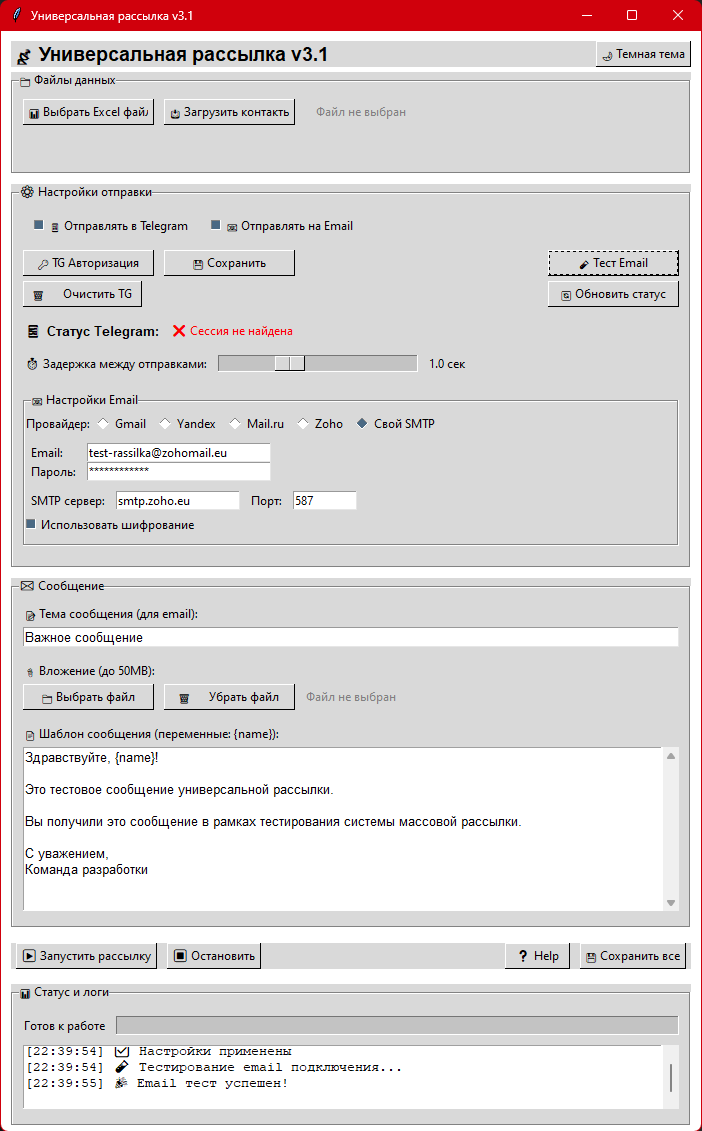 Универсальная рассылка v3.1
Универсальная рассылка v3.1
Темная тема
Файлы данных
Выбрать Excel файл
Загрузить контакть
Файл не выбран
Настройки отправки
Отправлять в Telegram
Отправлять на Email
TG Авторизация
Сохранить
Тест Email
Очистить TG
Обновить статус
Статус Telegram:
Сессия не найдена
Задержка между отправками:
1.0 сек
Настройки Email
Провайдер:
Gmail
Yandex
Mail.ru
Zoho
Свой SMTP
Email:
test-rassilka@zohomail.eu
Пароль:
************
SMTP сервер:
smtp.zoho.eu
Порт:
587
Использовать шифрование
Сообщение
Тема сообщения (для email):
Важное сообщение
Вложение (до 50MB):
Выбрать файл
Убрать файл
Файл не выбран
Шаблон сообщения (переменные: {name}):
Здравствуйте, {name}!
Это тестовое сообщение универсальной рассылки.
Вы получили это сообщение в рамках тестирования системы массовой рассылки.
С уважением,
Команда разработки
Запустить рассылку
Остановить
? Help
Сохранить все
Статус и логи
Готов к работе
[22:39:54] Настройки применены
[22:39:54] Тестирование email подключения...
[22:39:55] Email тест успешен!